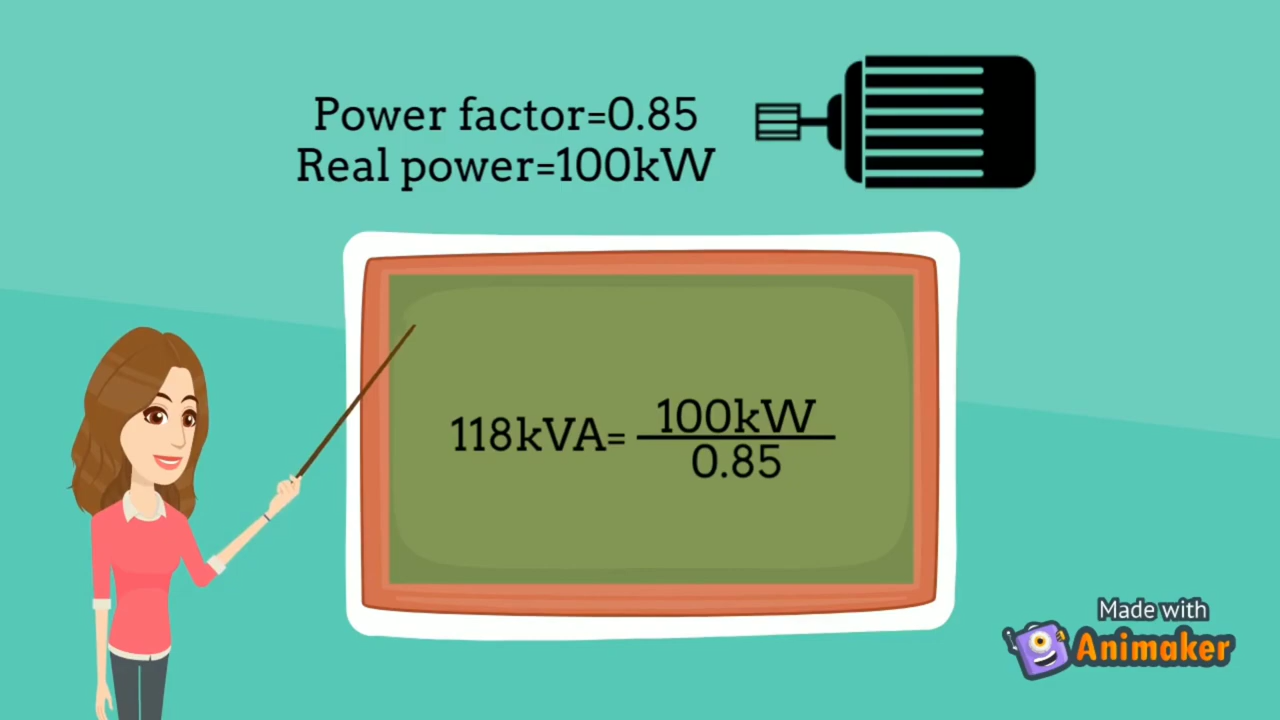 Power factor=0.85
Real power=100kW
118kVA=
100kW
0.85
Made with
Animaker